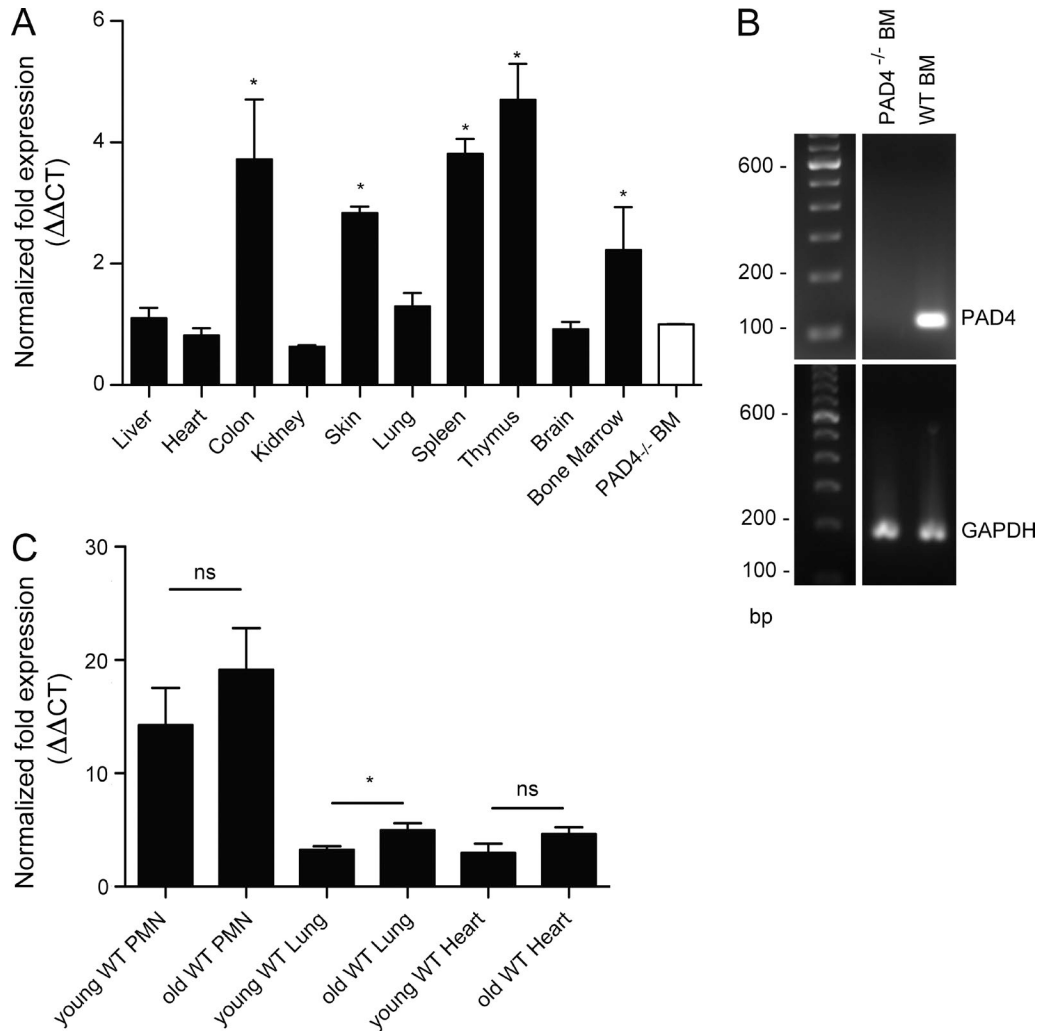 A
Normalized fold expression
(ΔΔCT)
6
4
2
0
*
*
*
*
*
Liver
Heart
Colon
Kidney
Skin
Lung
Spleen
Thymus
Brain
Bone Marrow
PAD4-/- BM
B
PAD4 -/- BM
WT BM
600 -
200 -
100 -
PAD4
600 -
200 -
100 -
GAPDH
bp
C
Normalized fold expression
(ΔΔCT)
30
20
10
0
ns
*
ns
young WT PMN
old WT PMN
young WT Lung
old WT Lung
young WT Heart
old WT Heart